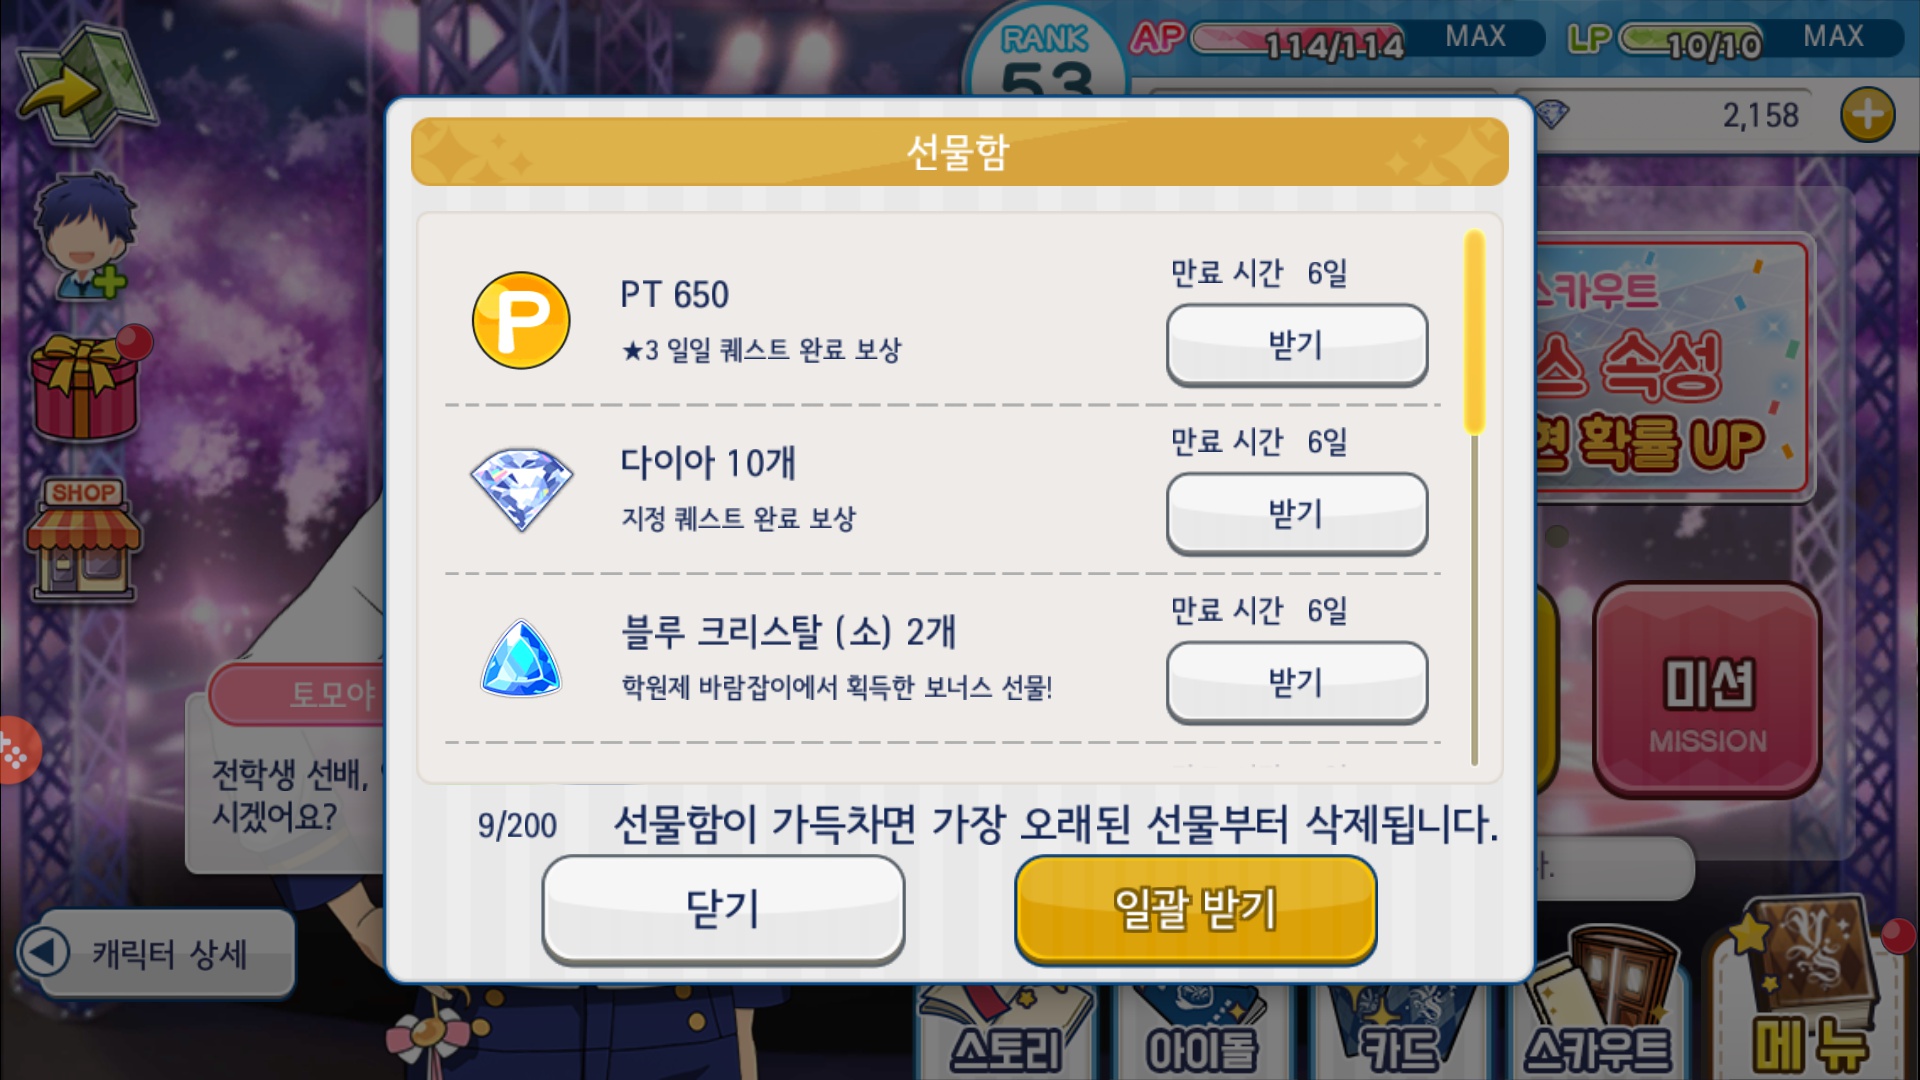 RANK
53
AP 114/114 MAX
LP 10/10 MAX
2,158
선물함
PT 650
★3 일일 퀘스트 완료 보상
만료 시간 6일
받기
다이아 10개
지정 퀘스트 완료 보상
만료 시간 6일
받기
블루 크리스탈 (소) 2개
학원제 바람잡이에서 획득한 보너스 선물!
만료 시간 6일
받기
9/200 선물함이 가득차면 가장 오래된 선물부터 삭제됩니다.
닫기
일괄 받기
SHOP
토모야
전학생 선배,
시겠어요?
캐릭터 상세
스카우트
스 속성
현 확률 UP
미션
MISSION
스토리
아이돌
카드
스카우트
메뉴